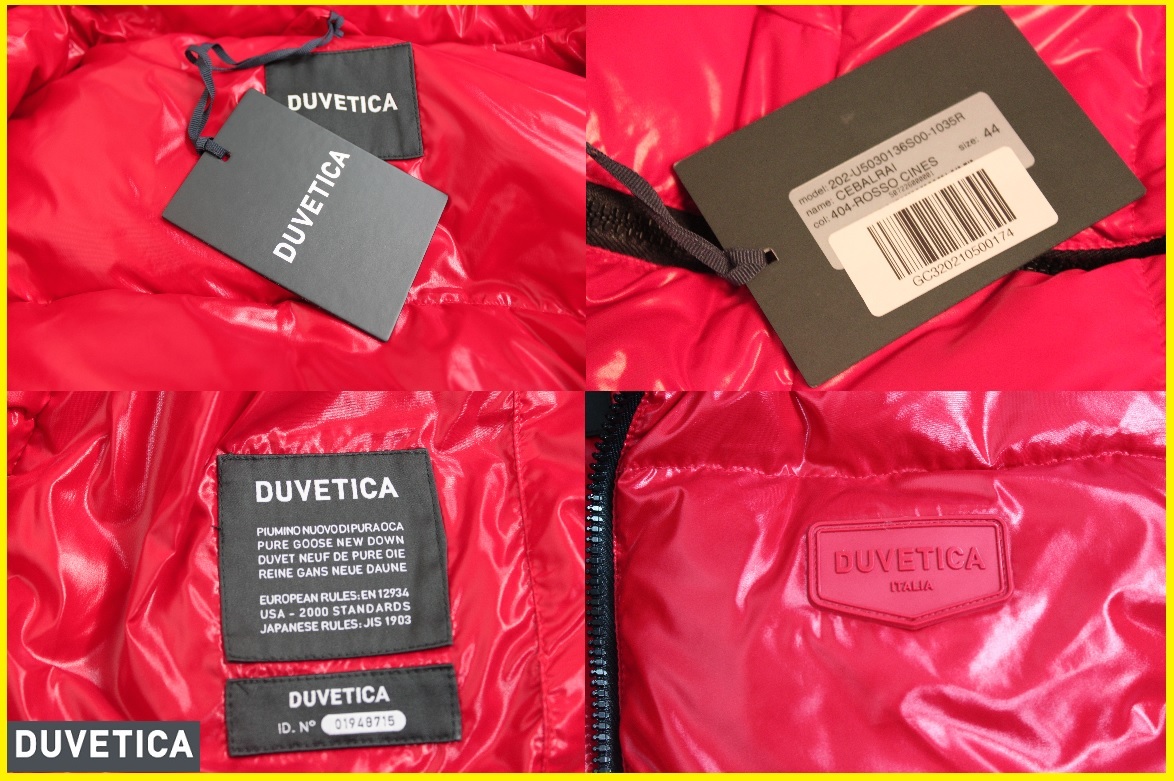 DUVETICA
DUVETICA
model: 202-U5030136S00-1035R
name: CEBALRAI
size: 44
col: 404-ROSSO CINES
GC320210500174
DUVETICA
PIUMINO NUOVO DI PURA OCA
PURE GOOSE NEW DOWN
DUVET NEUF DE PURE OIE
REINE GANS NEUE DAUNE
EUROPEAN RULES: EN 12934
USA - 2000 STANDARDS
JAPANESE RULES: JIS 1903
DUVETICA
ID. N° 01948715
DUVETICA
ITALIA
DUVETICA